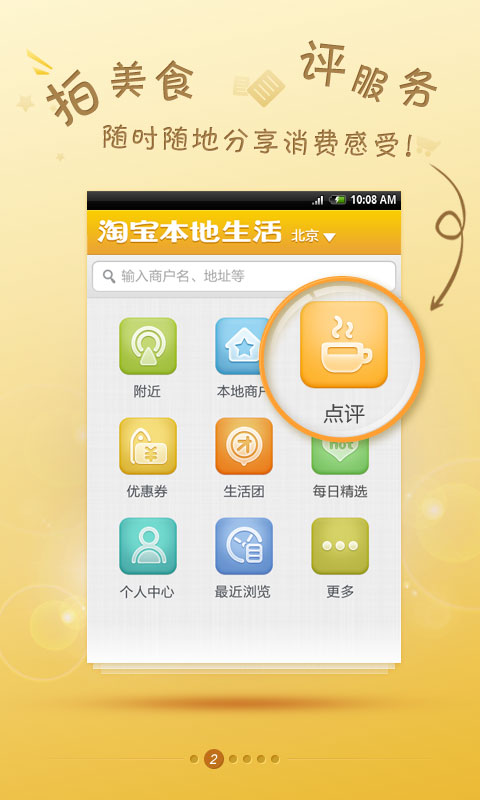 拍美食 评服务
随时随地分享消费感受!
10:08 AM
淘宝本地生活 北京
输入商户名、地址等
附近 本地商户 点评
优惠券 生活团 每日精选
个人中心 最近浏览 更多
2